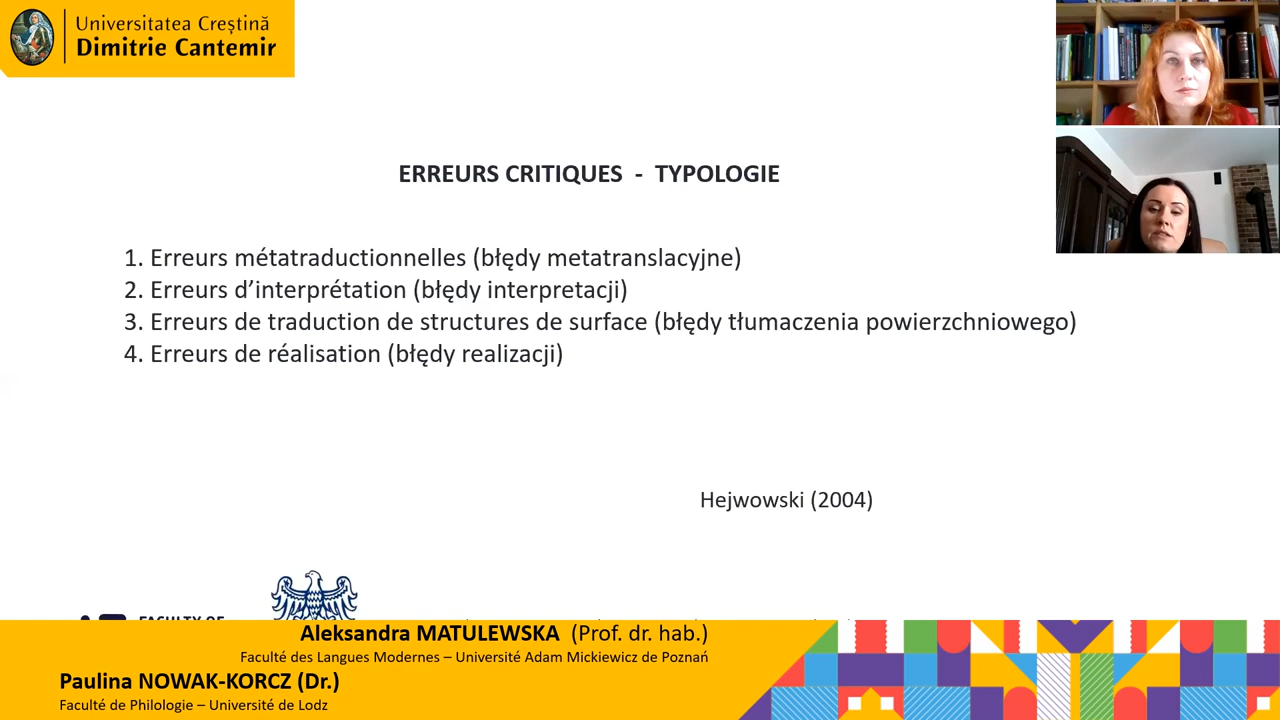 Universitatea Creștină
Dimitrie Cantemir
ERREURS CRITIQUES - TYPOLOGIE
1. Erreurs métatraductionnelles (błędy metatranslacyjne)
2. Erreurs d’interprétation (błędy interpretacji)
3. Erreurs de traduction de structures de surface (błędy tłumaczenia powierzchniowego)
4. Erreurs de réalisation (błędy realizacji)
Hejwowski (2004)
FACULTY OF
Aleksandra MATULEWSKA (Prof. dr. hab.)
Faculté des Langues Modernes – Université Adam Mickiewicz de Poznań
Paulina NOWAK-KORCZ (Dr.)
Faculté de Philologie – Université de Lodz